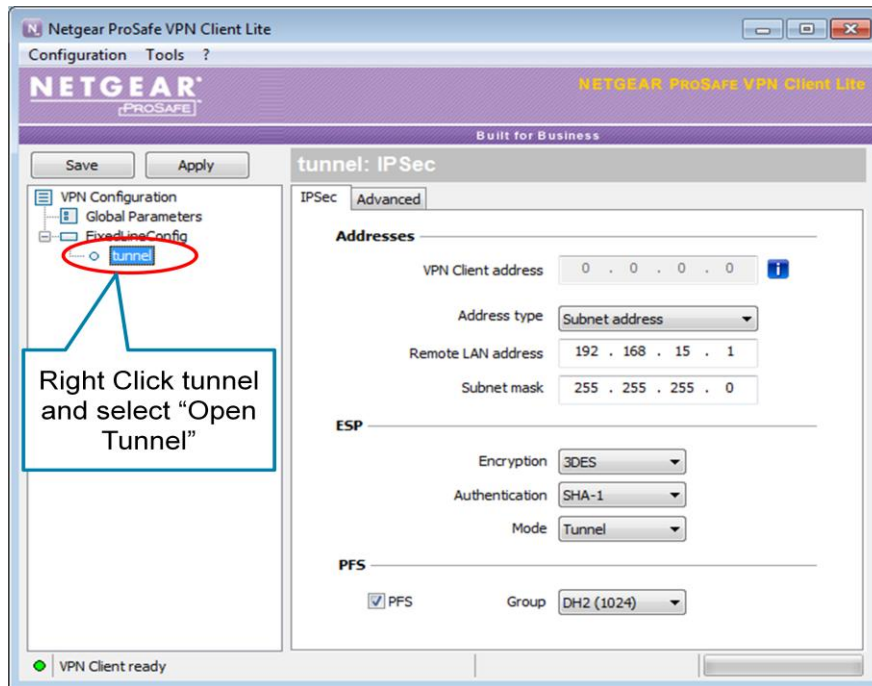 Netgear ProSafe VPN Client Lite
Configuration Tools ?
NETGEAR®
PROSAFE
NETGEAR PROSAFE VPN Client Lite
Built for Business
Save Apply
tunnel: IPSec
VPN Configuration
Global Parameters
FixedLineConfig
tunnel
Right Click tunnel
and select “Open
Tunnel”
IPSec Advanced
Addresses
VPN Client address 0 . 0 . 0 . 0
Address type Subnet address
Remote LAN address 192 . 168 . 15 . 1
Subnet mask 255 . 255 . 255 . 0
ESP
Encryption 3DES
Authentication SHA-1
Mode Tunnel
PFS
PFS Group DH2 (1024)
VPN Client ready